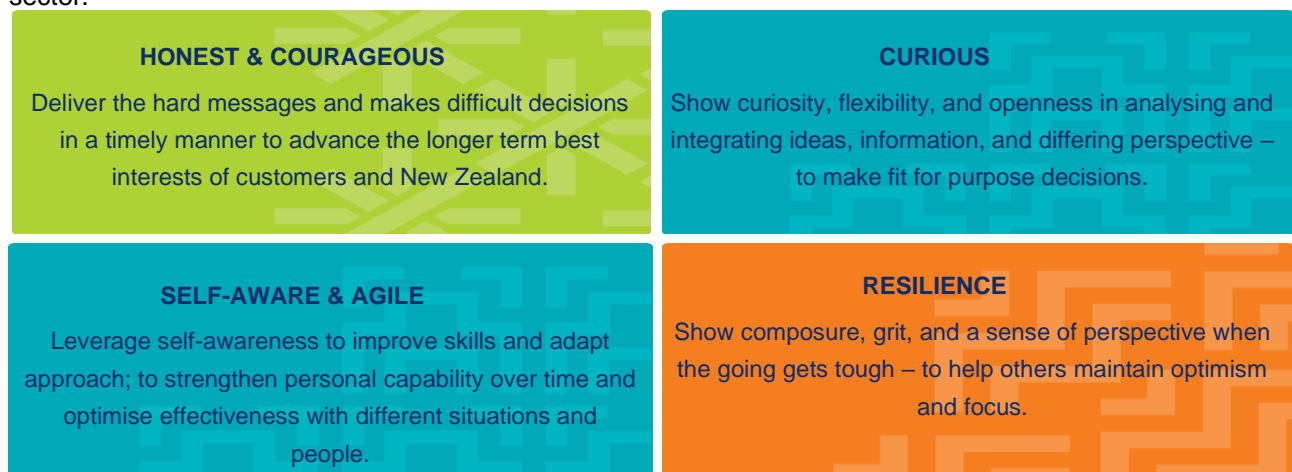 sector.
HONEST & COURAGEOUS
Deliver the hard messages and makes difficult decisions
in a timely manner to advance the longer term best
interests of customers and New Zealand.
CURIOUS
Show curiosity, flexibility, and openness in analysing and
integrating ideas, information, and differing perspective –
to make fit for purpose decisions.
SELF-AWARE & AGILE
Leverage self-awareness to improve skills and adapt
approach; to strengthen personal capability over time and
optimise effectiveness with different situations and
people.
RESILIENCE
Show composure, grit, and a sense of perspective when
the going gets tough – to help others maintain optimism
and focus.